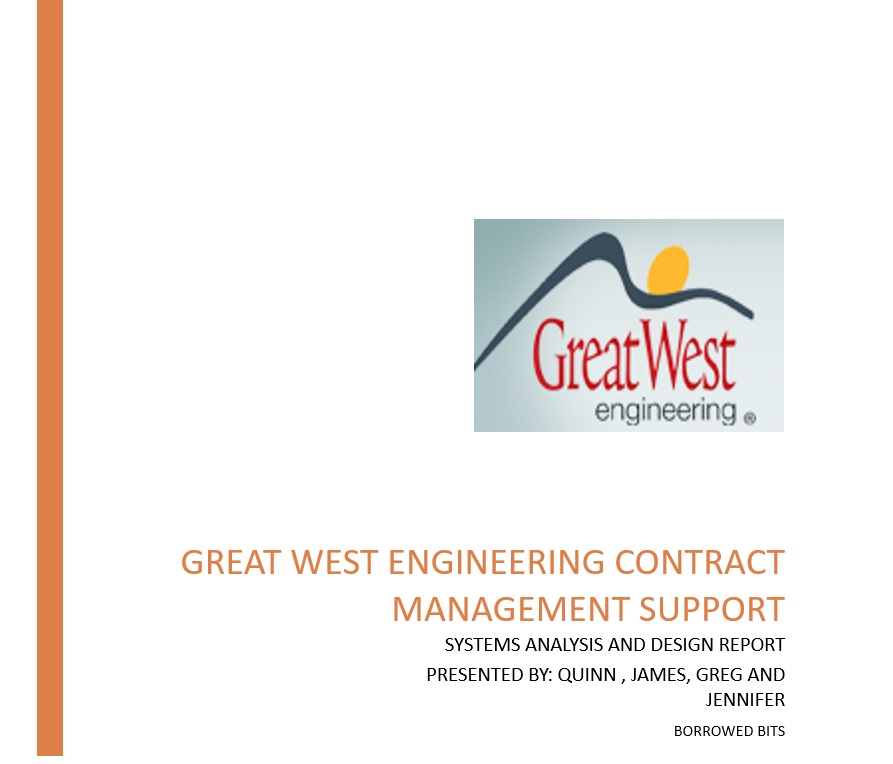 GreatWest
engineering ®
GREAT WEST ENGINEERING CONTRACT
MANAGEMENT SUPPORT
SYSTEMS ANALYSIS AND DESIGN REPORT
PRESENTED BY: QUINN , JAMES, GREG AND
JENNIFER
BORROWED BITS